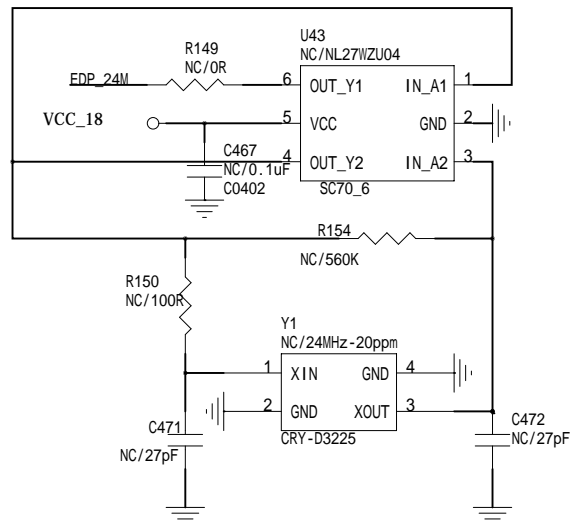 U43
NC/NL27WZU04
R149
NC/0R
EDP_24M
6
OUT_Y1
IN_A1
1
VCC_18
5
VCC
GND
2
4
OUT_Y2
IN_A2
3
C467
NC/0.1uF
C0402
SC70_6
R154
NC/560K
R150
NC/100R
Y1
NC/24MHz-20ppm
1
XIN
GND
4
2
GND
XOUT
3
CRY-D3225
C471
NC/27pF
C472
NC/27pF